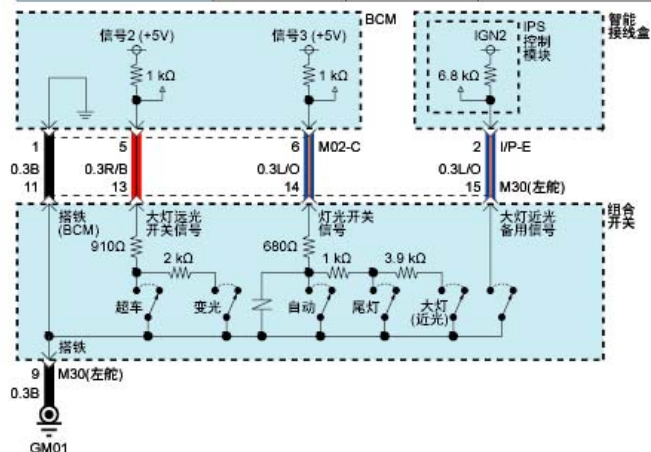 BCM
智能
接线盒
信号2 (+5V)
信号3 (+5V)
IGN2
IPS
控制
模块
1 kΩ
1 kΩ
6.8 kΩ
1
5
6
M02-C
2
I/P-E
0.3B
0.3R/B
0.3L/O
0.3L/O
11
13
14
15
M30(左舵)
搭铁
(BCM)
大灯远光
开关信号
灯光开关
信号
大灯近光
备用信号
组合
开关
910Ω
680Ω
2 kΩ
1 kΩ
3.9 kΩ
超车
变光
自动
尾灯
大灯
(近光)
搭铁
9
M30(左舵)
0.3B
GM01